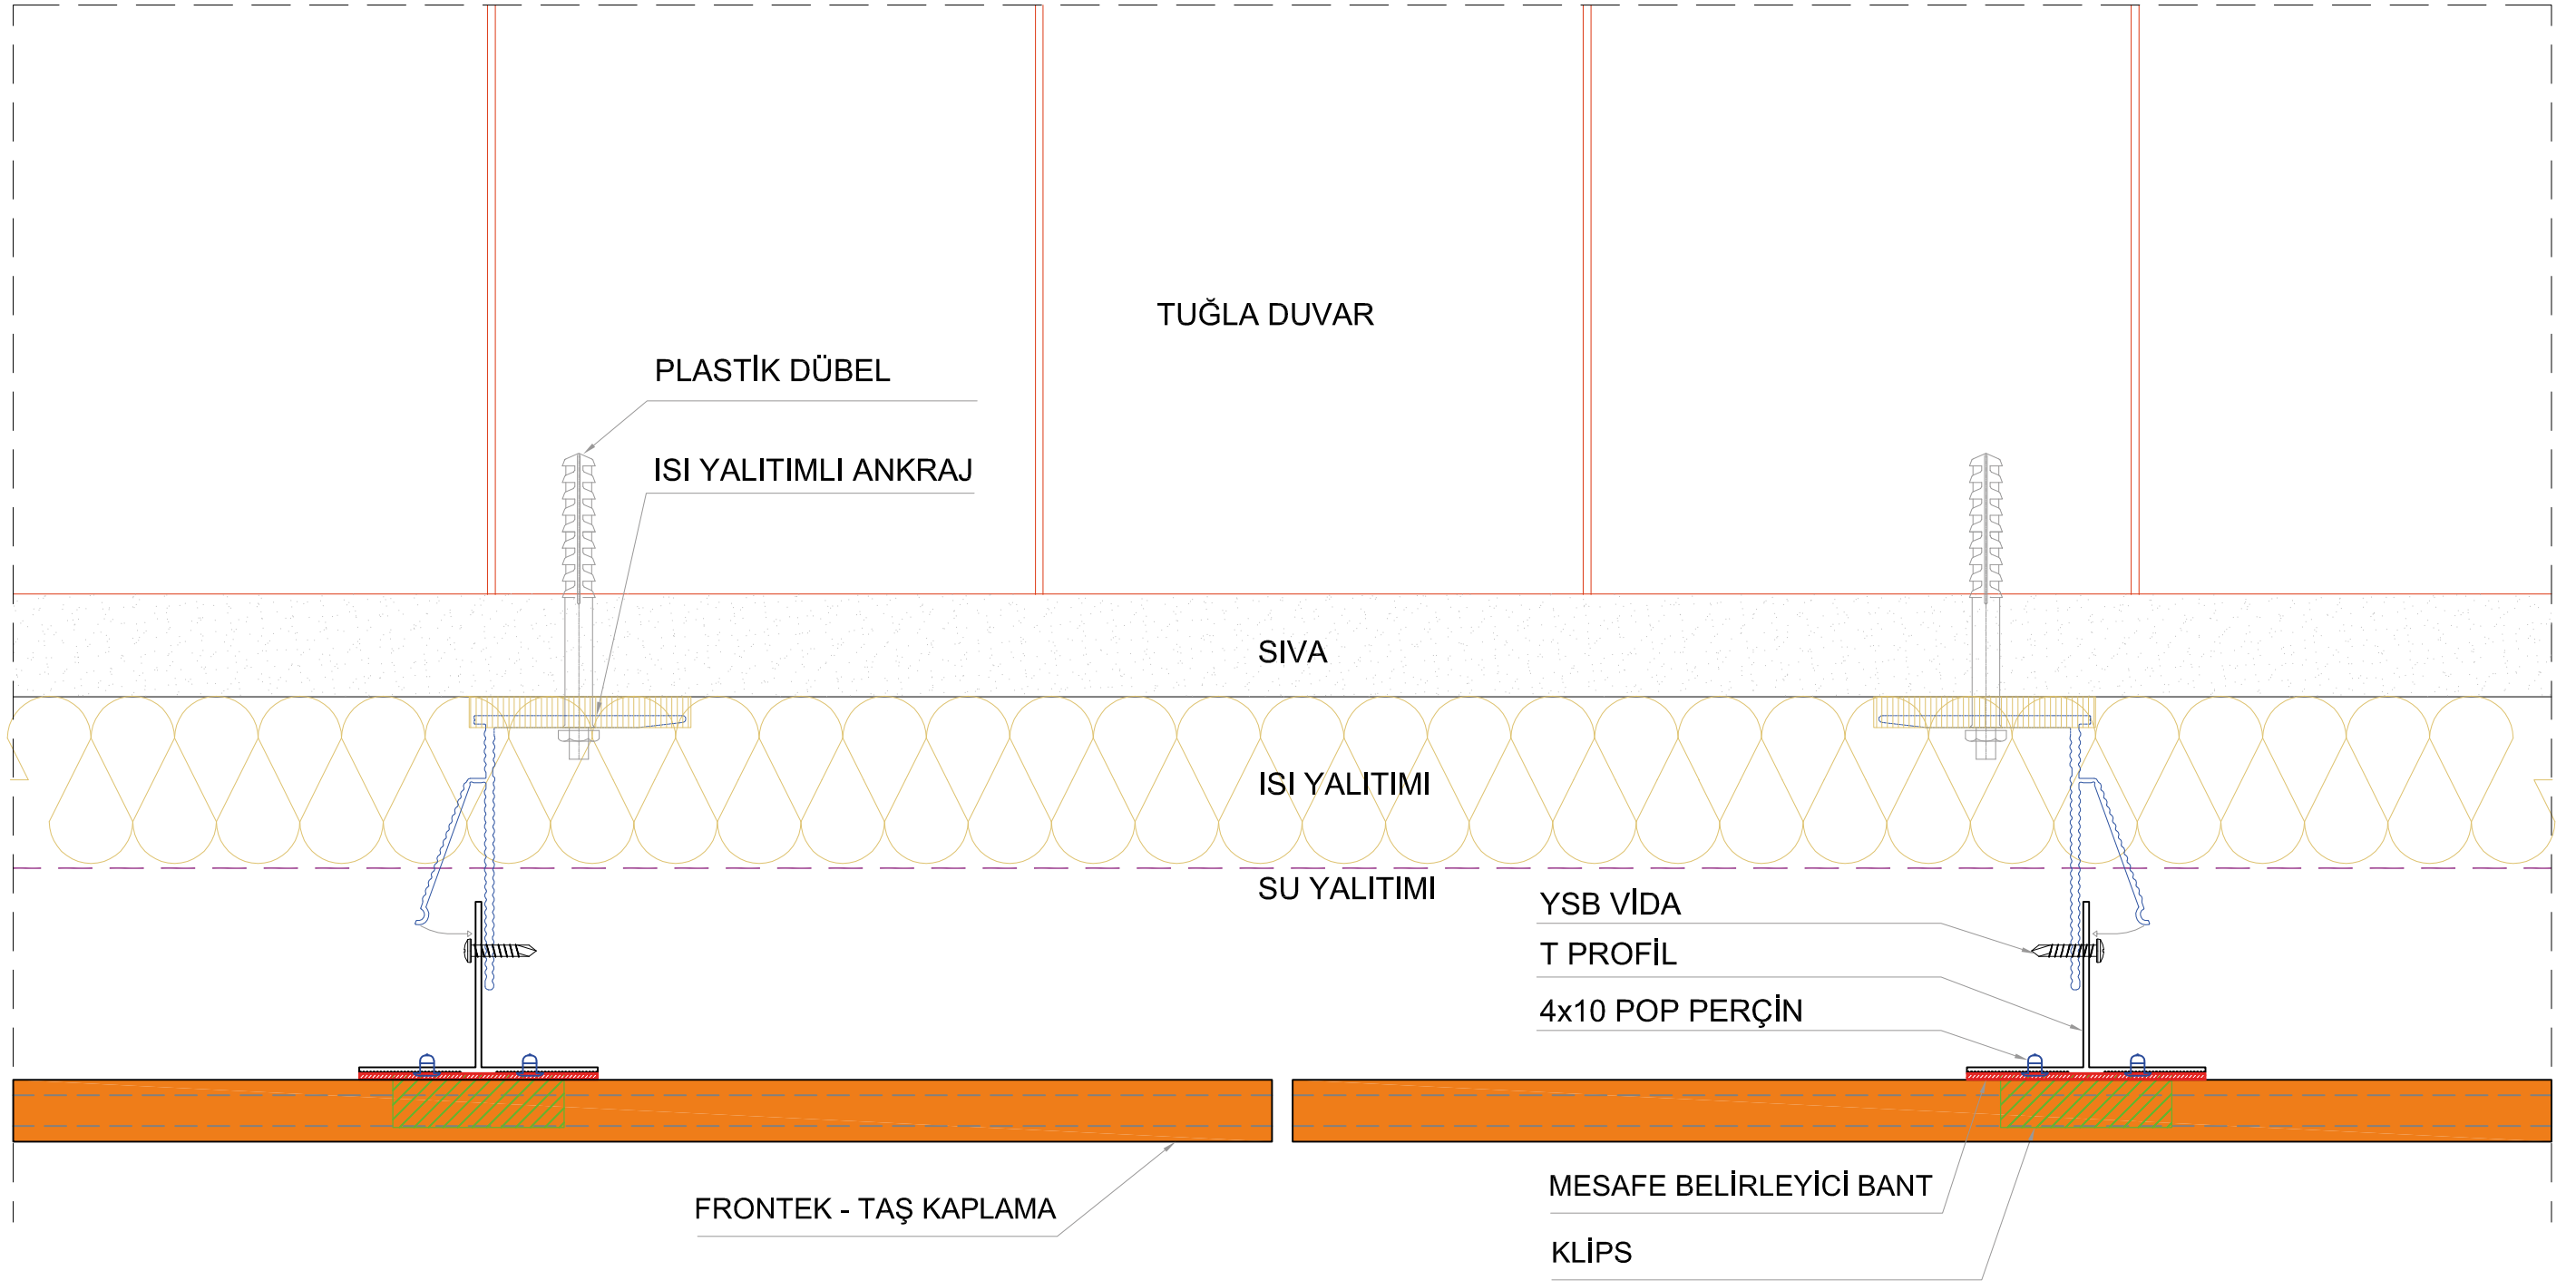 TUĞLA DUVAR
PLASTİK DÜBEL
ISI YALITIMLI ANKRAJ
SIVA
ISI YALITIMI
SU YALITIMI
YSB VİDA
T PROFİL
4x10 POP PERÇİN
MESAFE BELİRLEYİCİ BANT
FRONTEK - TAŞ KAPLAMA
KLİPS